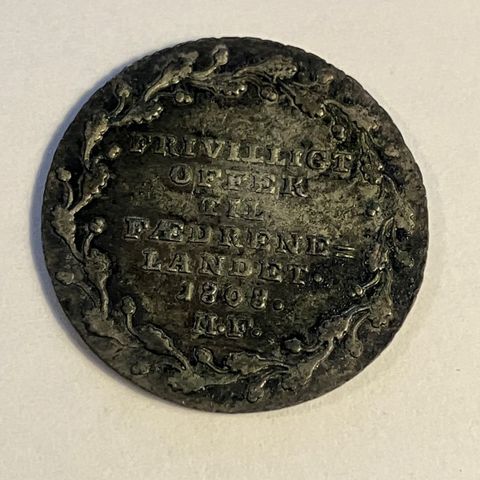 FRIVILLIGT
OFFER
TIL
FÆDRENE=
LANDET.
1808.
M.F.